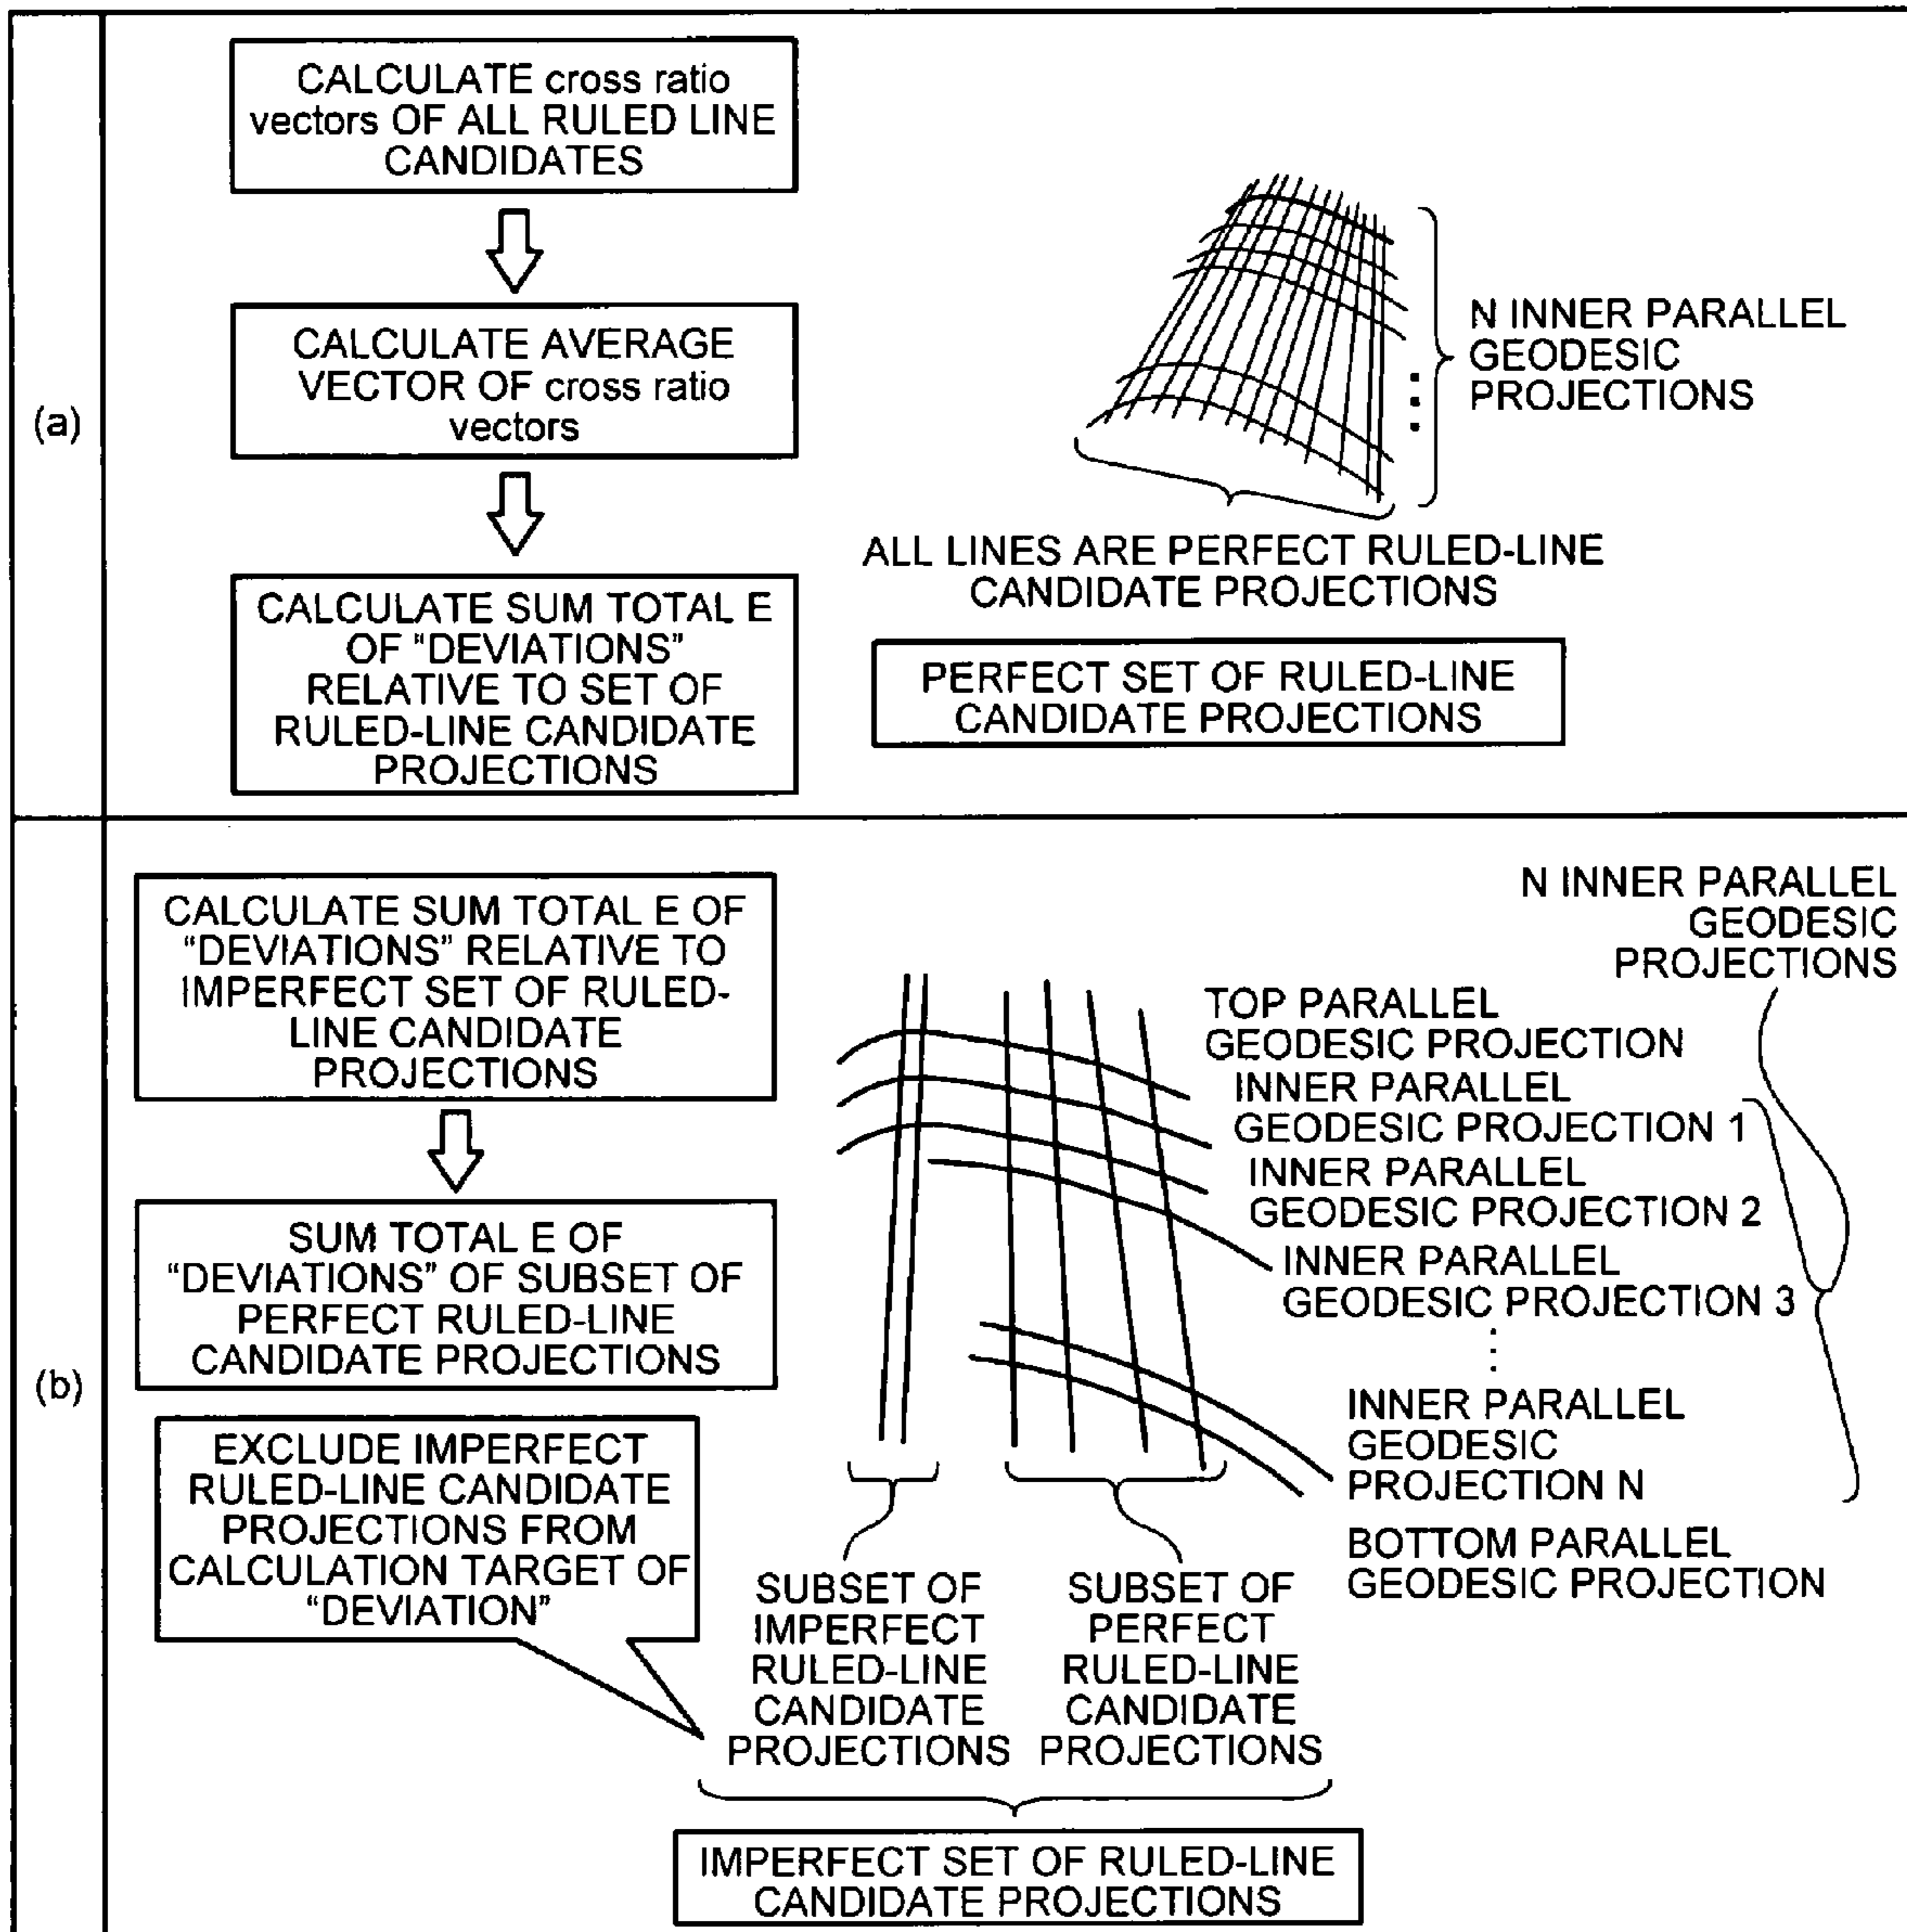 (a)
CALCULATE cross ratio
vectors OF ALL RULED LINE
CANDIDATES
CALCULATE AVERAGE
VECTOR OF cross ratio
vectors
CALCULATE SUM TOTAL E
OF "DEVIATIONS"
RELATIVE TO SET OF
RULED-LINE CANDIDATE
PROJECTIONS
N INNER PARALLEL
GEODESIC
PROJECTIONS
ALL LINES ARE PERFECT RULED-LINE
CANDIDATE PROJECTIONS
PERFECT SET OF RULED-LINE
CANDIDATE PROJECTIONS
(b)
CALCULATE SUM TOTAL E OF
"DEVIATIONS" RELATIVE TO
IMPERFECT SET OF RULED-
LINE CANDIDATE
PROJECTIONS
SUM TOTAL E OF
"DEVIATIONS" OF SUBSET OF
PERFECT RULED-LINE
CANDIDATE PROJECTIONS
EXCLUDE IMPERFECT
RULED-LINE CANDIDATE
PROJECTIONS FROM
CALCULATION TARGET OF
"DEVIATION"
N INNER PARALLEL
GEODESIC
PROJECTIONS
TOP PARALLEL
GEODESIC PROJECTION
INNER PARALLEL
GEODESIC PROJECTION 1
INNER PARALLEL
GEODESIC PROJECTION 2
INNER PARALLEL
GEODESIC PROJECTION 3
INNER PARALLEL
GEODESIC
PROJECTION N
BOTTOM PARALLEL
GEODESIC PROJECTION
SUBSET OF
IMPERFECT
RULED-LINE
CANDIDATE
PROJECTIONS
SUBSET OF
PERFECT
RULED-LINE
CANDIDATE
PROJECTIONS
IMPERFECT SET OF RULED-LINE
CANDIDATE PROJECTIONS